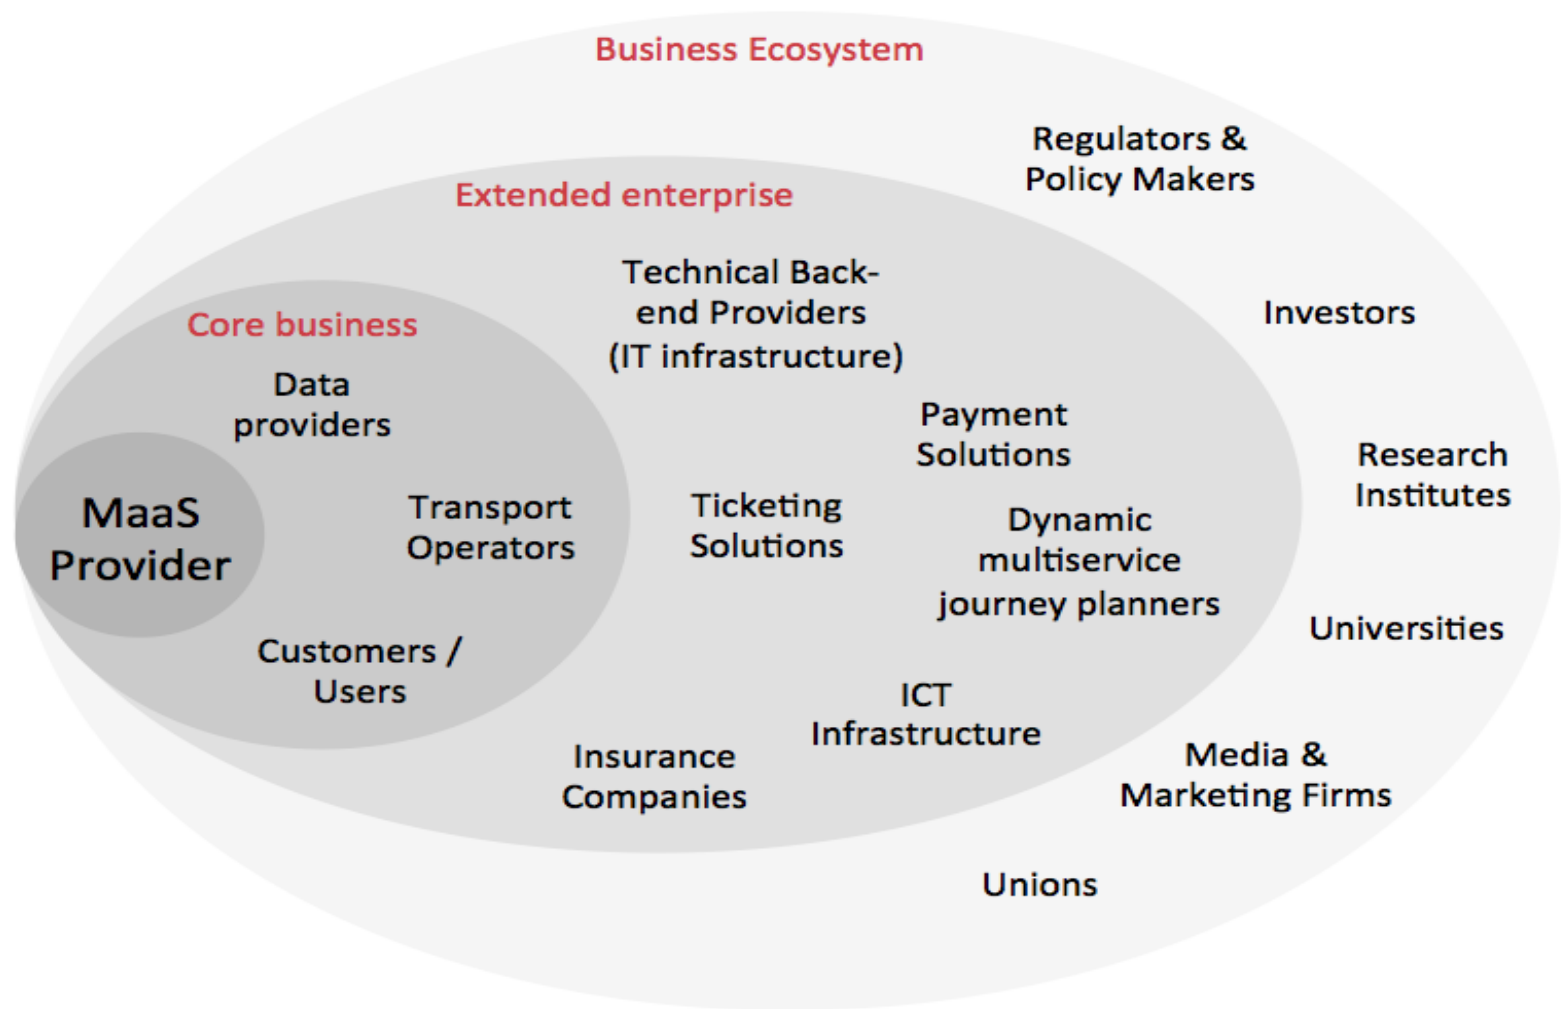 Business Ecosystem
Regulators &
Policy Makers
Extended enterprise
Technical Back-
end Providers
(IT infrastructure)
Investors
Core business
Data
providers
Payment
Solutions
Research
Institutes
MaaS
Provider
Transport
Operators
Ticketing
Solutions
Dynamic
multiservice
journey planners
Universities
Customers /
Users
ICT
Infrastructure
Insurance
Companies
Media &
Marketing Firms
Unions